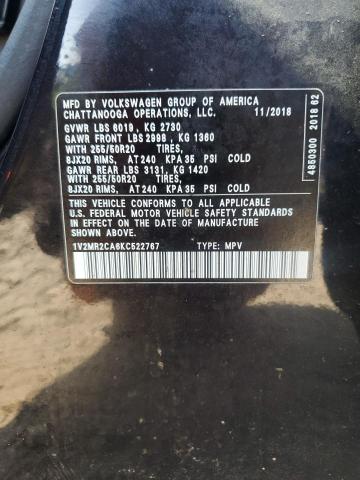 MFD BY VOLKSWAGEN GROUP OF AMERICA
CHATTANOOGA OPERATIONS, LLC. 11/2018
GVWR LBS 6019 , KG 2730
GAWR FRONT LBS 2998 , KG 1360
WITH 255/50R20 TIRES,
8JX20 RIMS, AT 240 KPA 35 PSI COLD
GAWR REAR LBS 3131, KG 1420
WITH 255/50R20 TIRES,
8JX20 RIMS, AT 240 KPA 35 PSI COLD
THIS VEHICLE CONFORMS TO ALL APPLICABLE
U.S. FEDERAL MOTOR VEHICLE SAFETY STANDARDS
IN EFFECT ON THE DATE OF MANUFACTURE
SHOWN ABOVE.
1V2MR2CA6KC522767 TYPE: MPV
4850300 2018 62